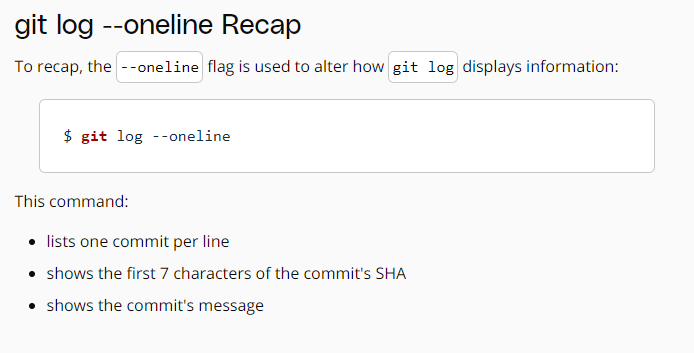 git log --oneline Recap
To recap, the --oneline flag is used to alter how git log displays information:
$ git log --oneline
This command:
• lists one commit per line
• shows the first 7 characters of the commit's SHA
• shows the commit's message